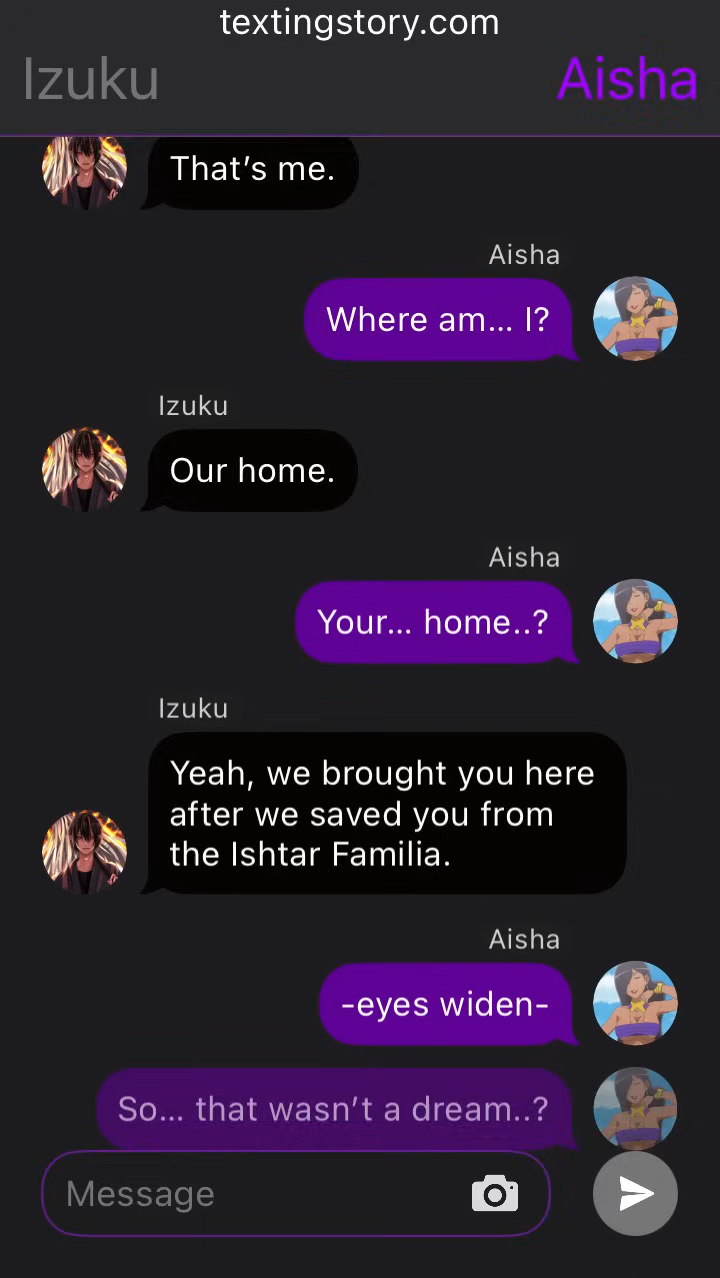 textingstory.com
Izuku
Aisha
That’s me.
Aisha
Where am... I?
Izuku
Our home.
Aisha
Your... home..?
Izuku
Yeah, we brought you here
after we saved you from
the Ishtar Familia.
Aisha
-eyes widen-
So... that wasn’t a dream..?
Message